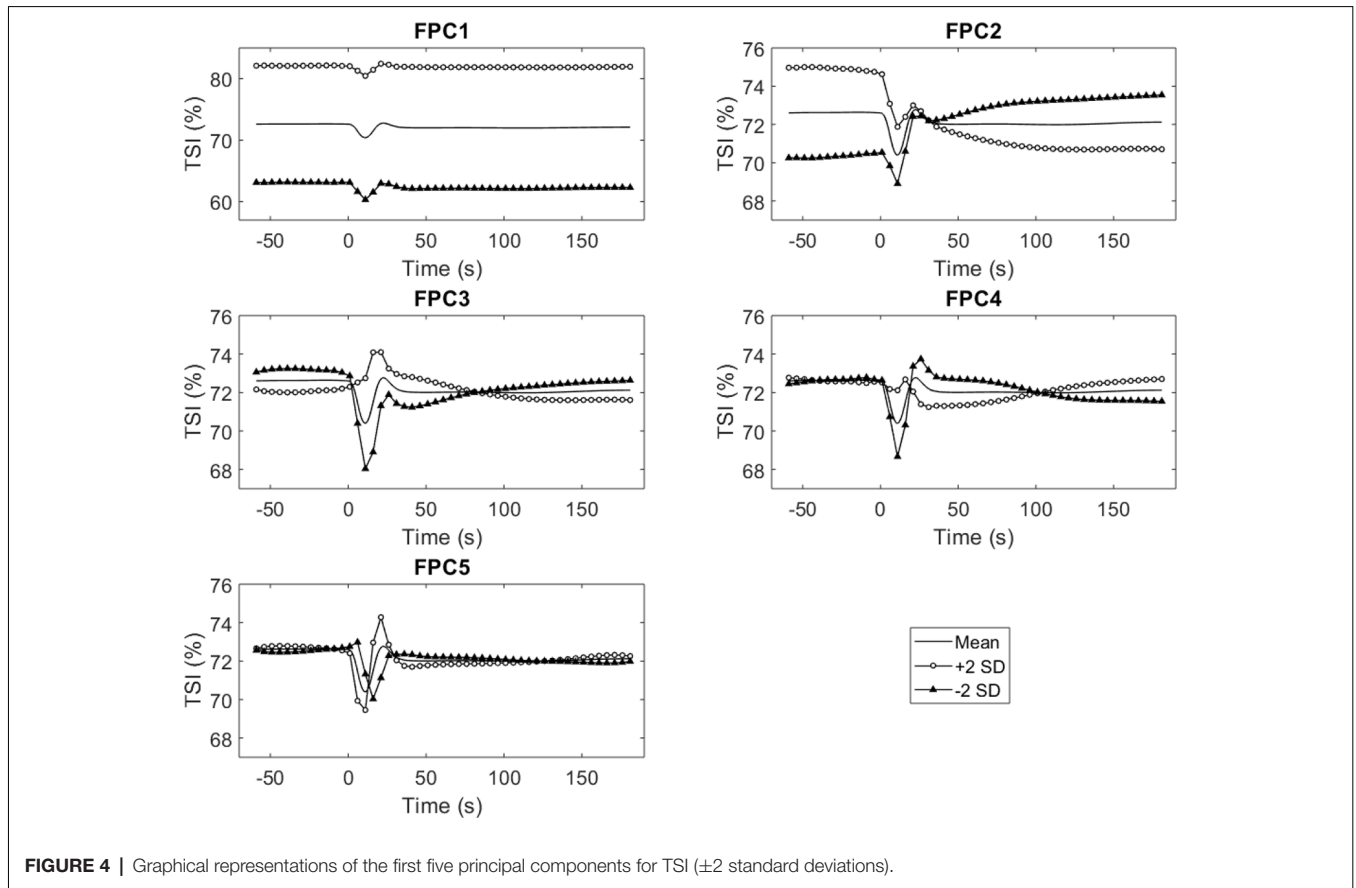 FPC1
TSI (%)
80
70
60
-50 0 50 100 150
Time (s)
FPC2
TSI (%)
76
74
72
70
68
-50 0 50 100 150
Time (s)
FPC3
TSI (%)
76
74
72
70
68
-50 0 50 100 150
Time (s)
FPC4
TSI (%)
76
74
72
70
68
-50 0 50 100 150
Time (s)
FPC5
TSI (%)
76
74
72
70
68
-50 0 50 100 150
Time (s)
Mean
+2 SD
-2 SD
FIGURE 4 | Graphical representations of the first five principal components for TSI (±2 standard deviations).